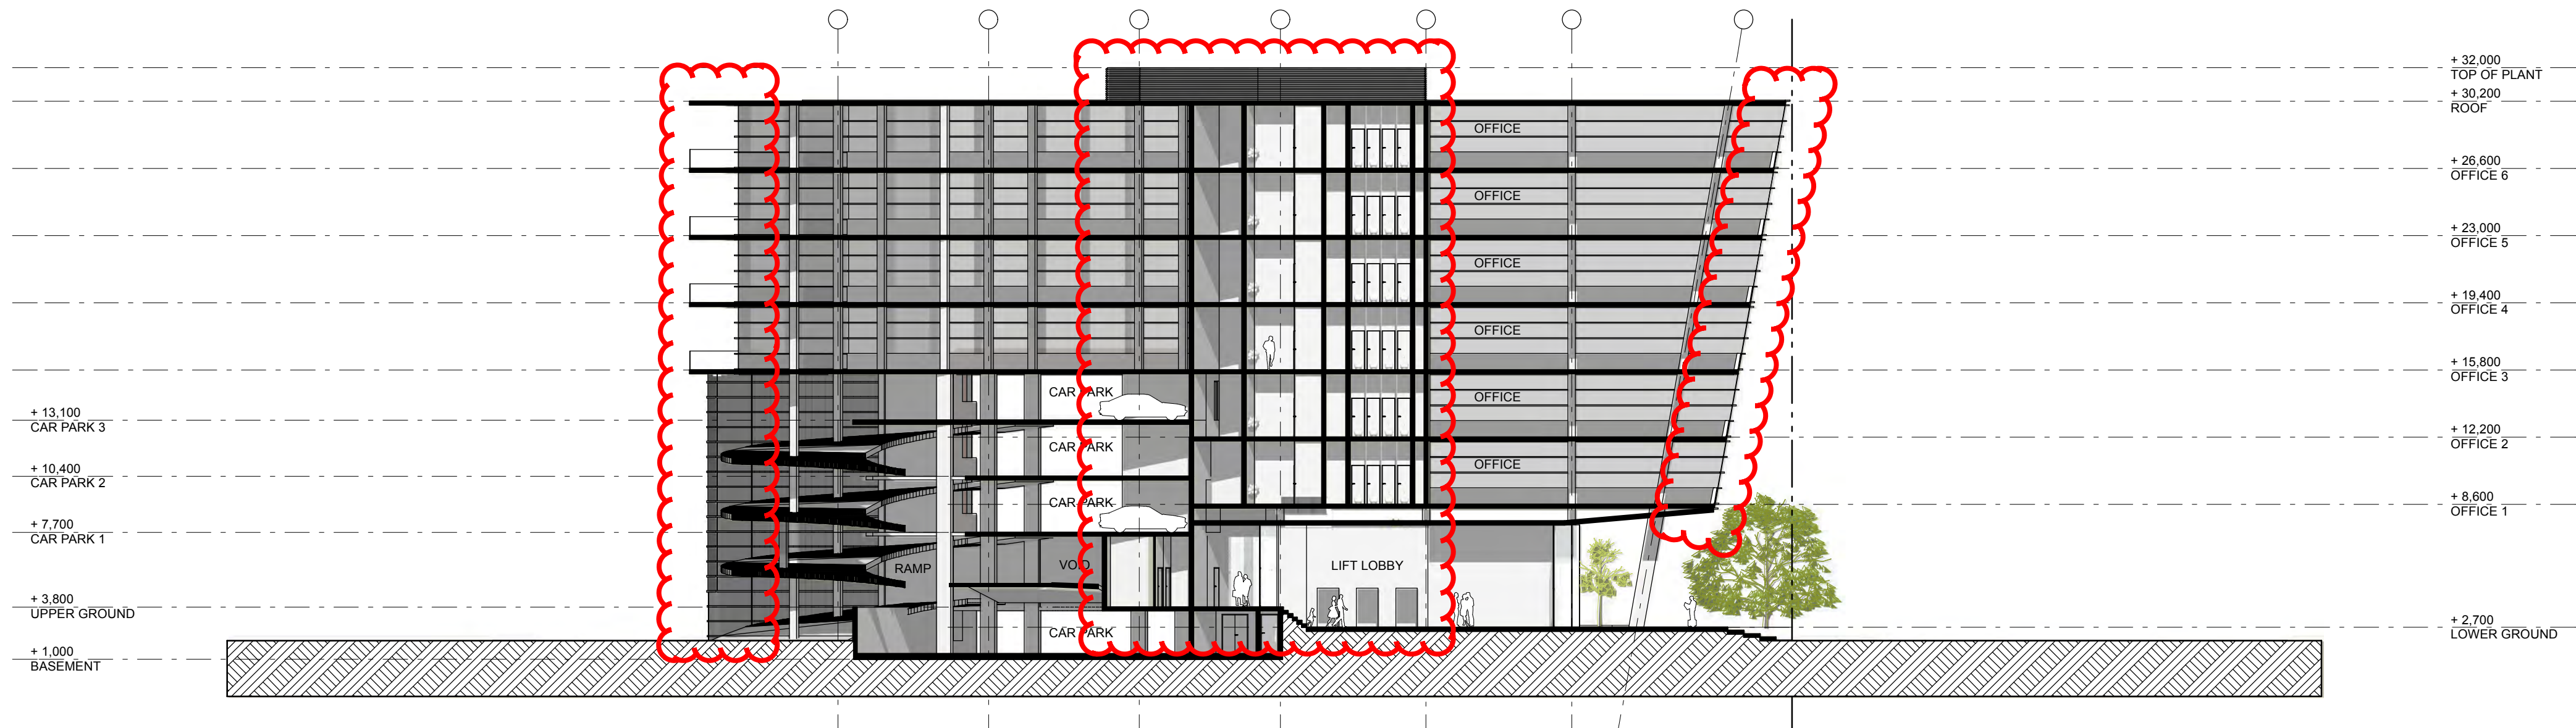 + 32,000
TOP OF PLANT
+ 30,200
ROOF
OFFICE
+ 26,600
OFFICE 6
OFFICE
+ 23,000
OFFICE 5
OFFICE
+ 19,400
OFFICE 4
OFFICE
+ 15,800
OFFICE 3
CAR PARK
OFFICE
+ 13,100
CAR PARK 3
+ 12,200
OFFICE 2
CAR PARK
OFFICE
+ 10,400
CAR PARK 2
CAR PARK
+ 8,600
OFFICE 1
+ 7,700
CAR PARK 1
RAMP
VOID
LIFT LOBBY
+ 3,800
UPPER GROUND
+ 2,700
LOWER GROUND
CAR PARK
+ 1,000
BASEMENT